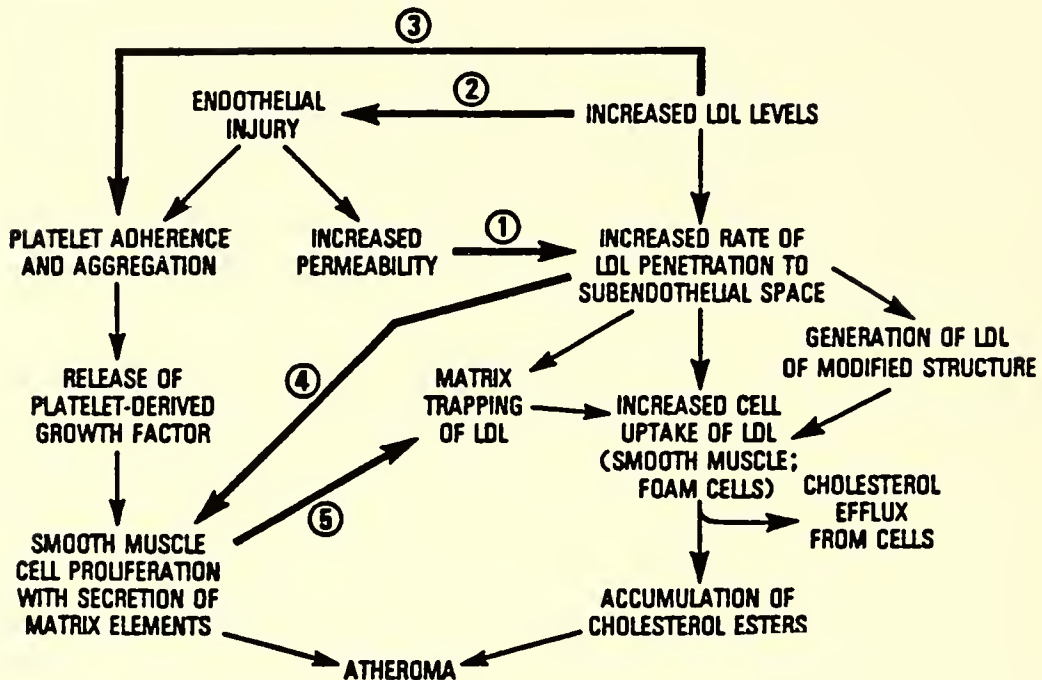 ③
ENDOTHELIAL
INJURY
②
INCREASED LDL LEVELS
PLATELET ADHERENCE
AND AGGREGATION
INCREASED
PERMEABILITY
①
INCREASED RATE OF
LDL PENETRATION TO
SUBENDOTHELIAL SPACE
GENERATION OF LDL
OF MODIFIED STRUCTURE
RELEASE OF
PLATELET-DERIVED
GROWTH FACTOR
④
MATRIX
TRAPPING
OF LDL
INCREASED CELL
UPTAKE OF LDL
(SMOOTH MUSCLE;
FOAM CELLS)
CHOLESTEROL
EFFLUX
FROM CELLS
⑤
SMOOTH MUSCLE
CELL PROLIFERATION
WITH SECRETION OF
MATRIX ELEMENTS
ACCUMULATION OF
CHOLESTEROL ESTERS
ATHEROMA